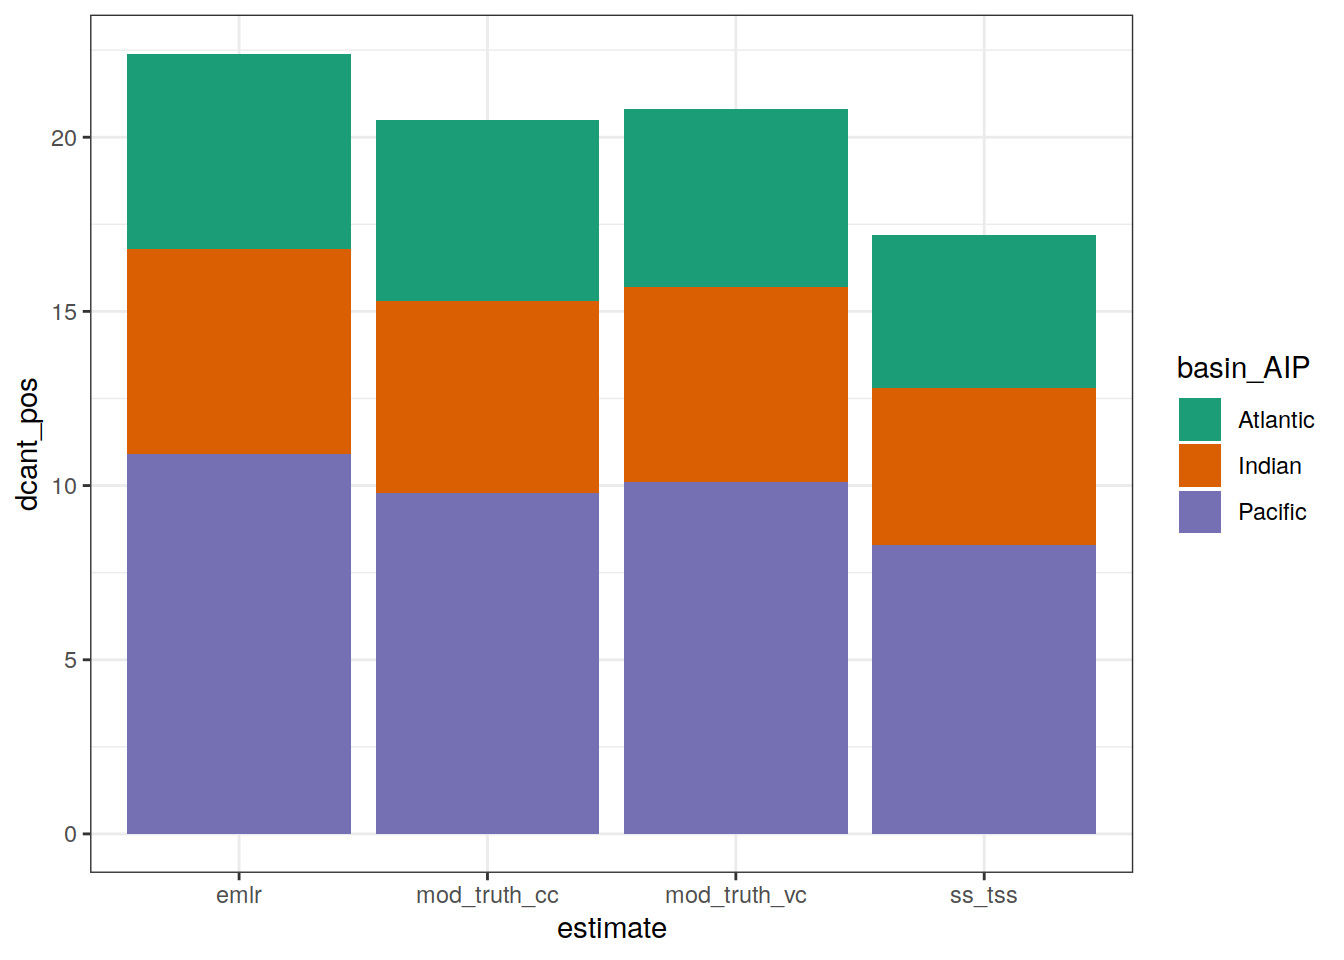 dcant_pos
20
15
10
5
0
emlr
mod_truth_cc
mod_truth_vc
ss_tss
estimate
basin_AIP
Atlantic
Indian
Pacific